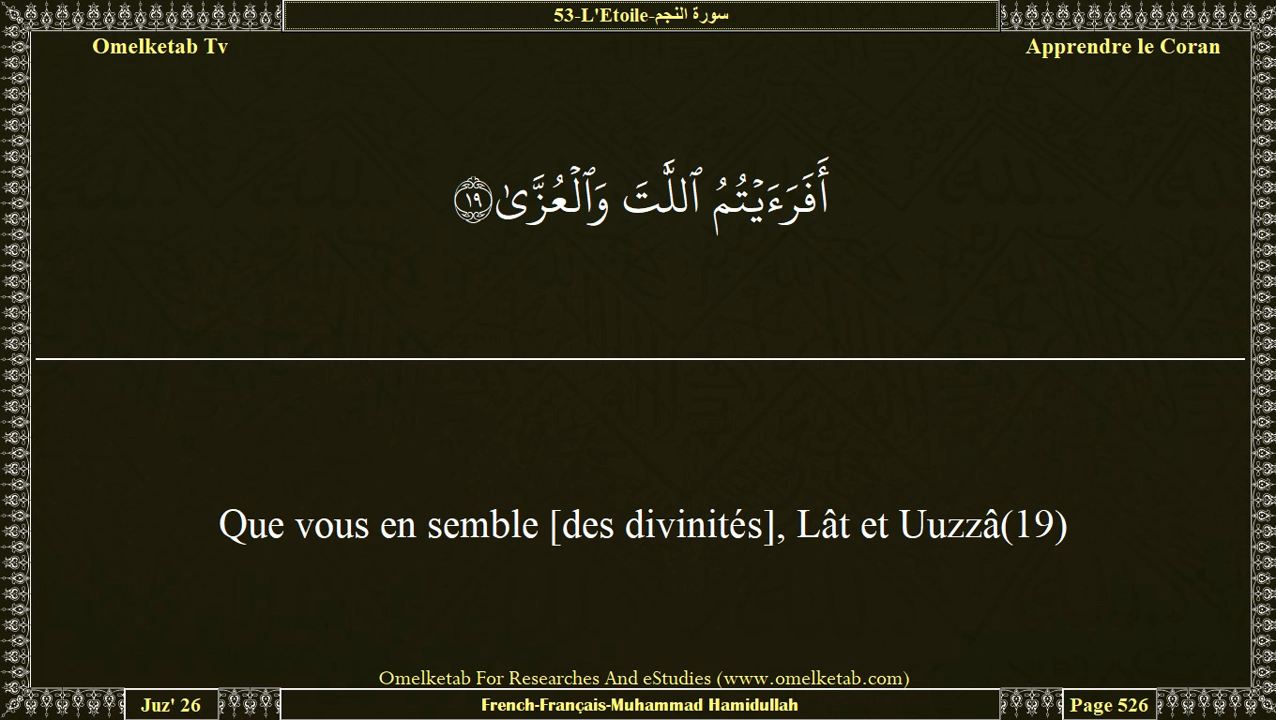 53-L'Etoile-سورة النجم
Omelketab Tv
Apprendre le Coran
أَفَرَءَيۡتُمُ ٱللَّٰتَ وَٱلۡعُزَّىٰ ١٩
Que vous en semble [des divinités], Lât et Uuzzâ(19)
Omelketab For Researches And eStudies (www.omelketab.com)
Juz' 26
French-Français-Muhammad Hamidullah
Page 526